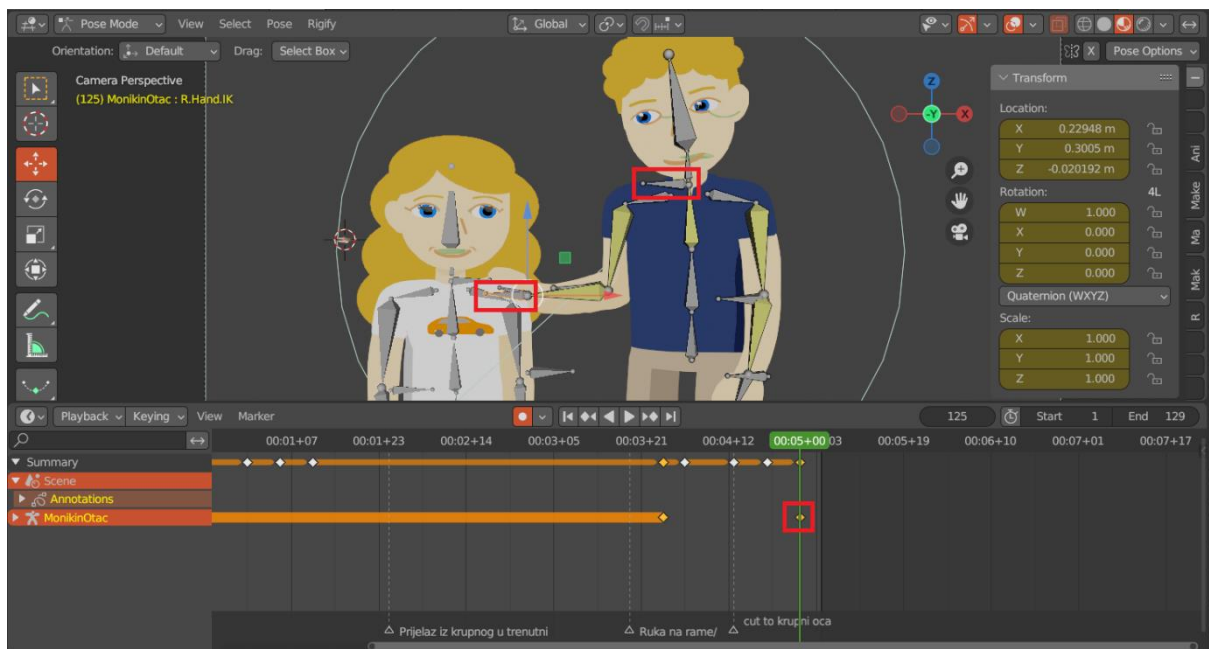 Pose Mode View Select Pose Rigify Global
Orientation: Default Drag: Select Box X Pose Options
Camera Perspective
(125) MonikinOtac : R.Hand.IK
Z
-Y
X
Transform
Location:
X 0.22948 m
Y 0.3005 m
Z -0.020192 m
Rotation: 4L
W 1.000
X 0.000
Y 0.000
Z 0.000
Quaternion (WXYZ)
Scale:
X 1.000
Y 1.000
Z 1.000
Ani
Make
Ma
Mak
R
Playback Keying View Marker 125 Start 1 End 129
00:01+07 00:01+23 00:02+14 00:03+05 00:03+21 00:04+12 00:05+00 03 00:05+19 00:06+10 00:07+01 00:07+17
Summary
Scene
Annotations
MonikinOtac
Prijelaz iz krupnog u trenutni Ruka na rame/ cut to krupni oca